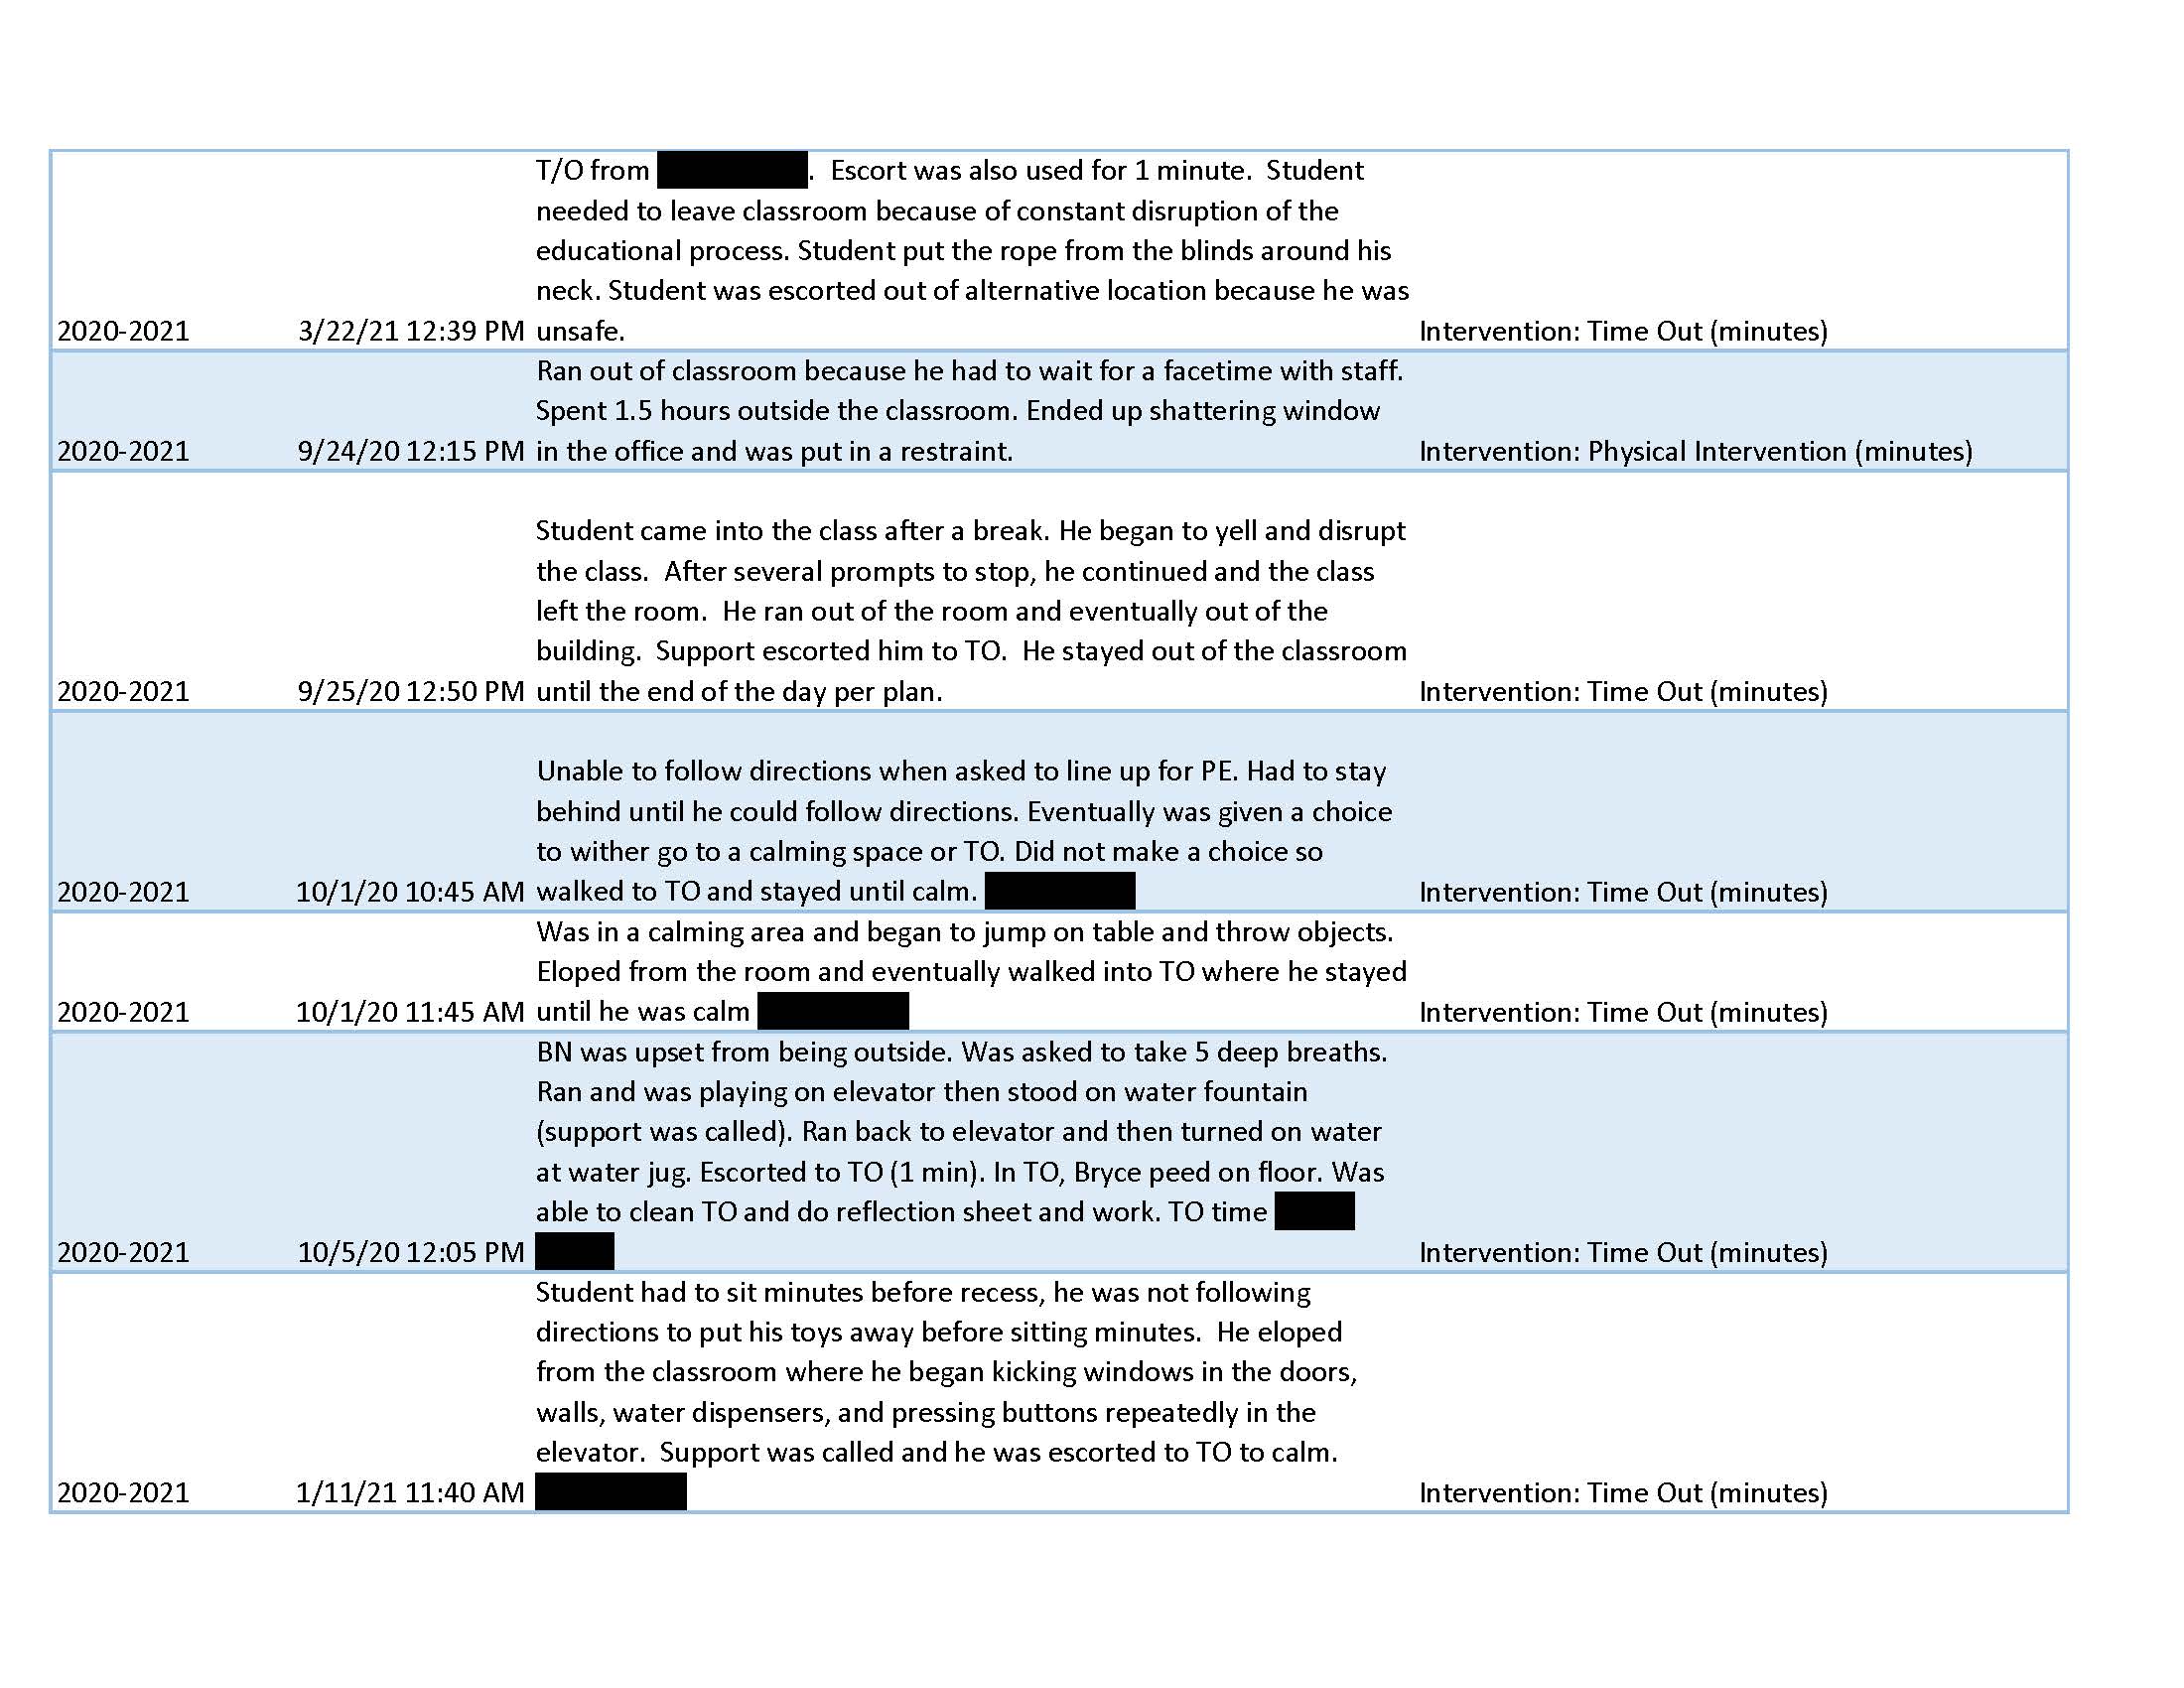 T/O from . Escort was also used for 1 minute. Student
needed to leave classroom because of constant disruption of the
educational process. Student put the rope from the blinds around his
neck. Student was escorted out of alternative location because he was
2020-2021 3/22/21 12:39 PM unsafe. Intervention: Time Out (minutes)
Ran out of classroom because he had to wait for a facetime with staff.
Spent 1.5 hours outside the classroom. Ended up shattering window
2020-2021 9/24/20 12:15 PM in the office and was put in a restraint. Intervention: Physical Intervention (minutes)
Student came into the class after a break. He began to yell and disrupt
the class. After several prompts to stop, he continued and the class
left the room. He ran out of the room and eventually out of the
building. Support escorted him to TO. He stayed out of the classroom
2020-2021 9/25/20 12:50 PM until the end of the day per plan. Intervention: Time Out (minutes)
Unable to follow directions when asked to line up for PE. Had to stay
behind until he could follow directions. Eventually was given a choice
to wither go to a calming space or TO. Did not make a choice so
2020-2021 10/1/20 10:45 AM walked to TO and stayed until calm. Intervention: Time Out (minutes)
Was in a calming area and began to jump on table and throw objects.
Eloped from the room and eventually walked into TO where he stayed
2020-2021 10/1/20 11:45 AM until he was calm Intervention: Time Out (minutes)
BN was upset from being outside. Was asked to take 5 deep breaths.
Ran and was playing on elevator then stood on water fountain
(support was called). Ran back to elevator and then turned on water
at water jug. Escorted to TO (1 min). In TO, Bryce peed on floor. Was
able to clean TO and do reflection sheet and work. TO time
2020-2021 10/5/20 12:05 PM Intervention: Time Out (minutes)
Student had to sit minutes before recess, he was not following
directions to put his toys away before sitting minutes. He eloped
from the classroom where he began kicking windows in the doors,
walls, water dispensers, and pressing buttons repeatedly in the
elevator. Support was called and he was escorted to TO to calm.
2020-2021 1/11/21 11:40 AM Intervention: Time Out (minutes)